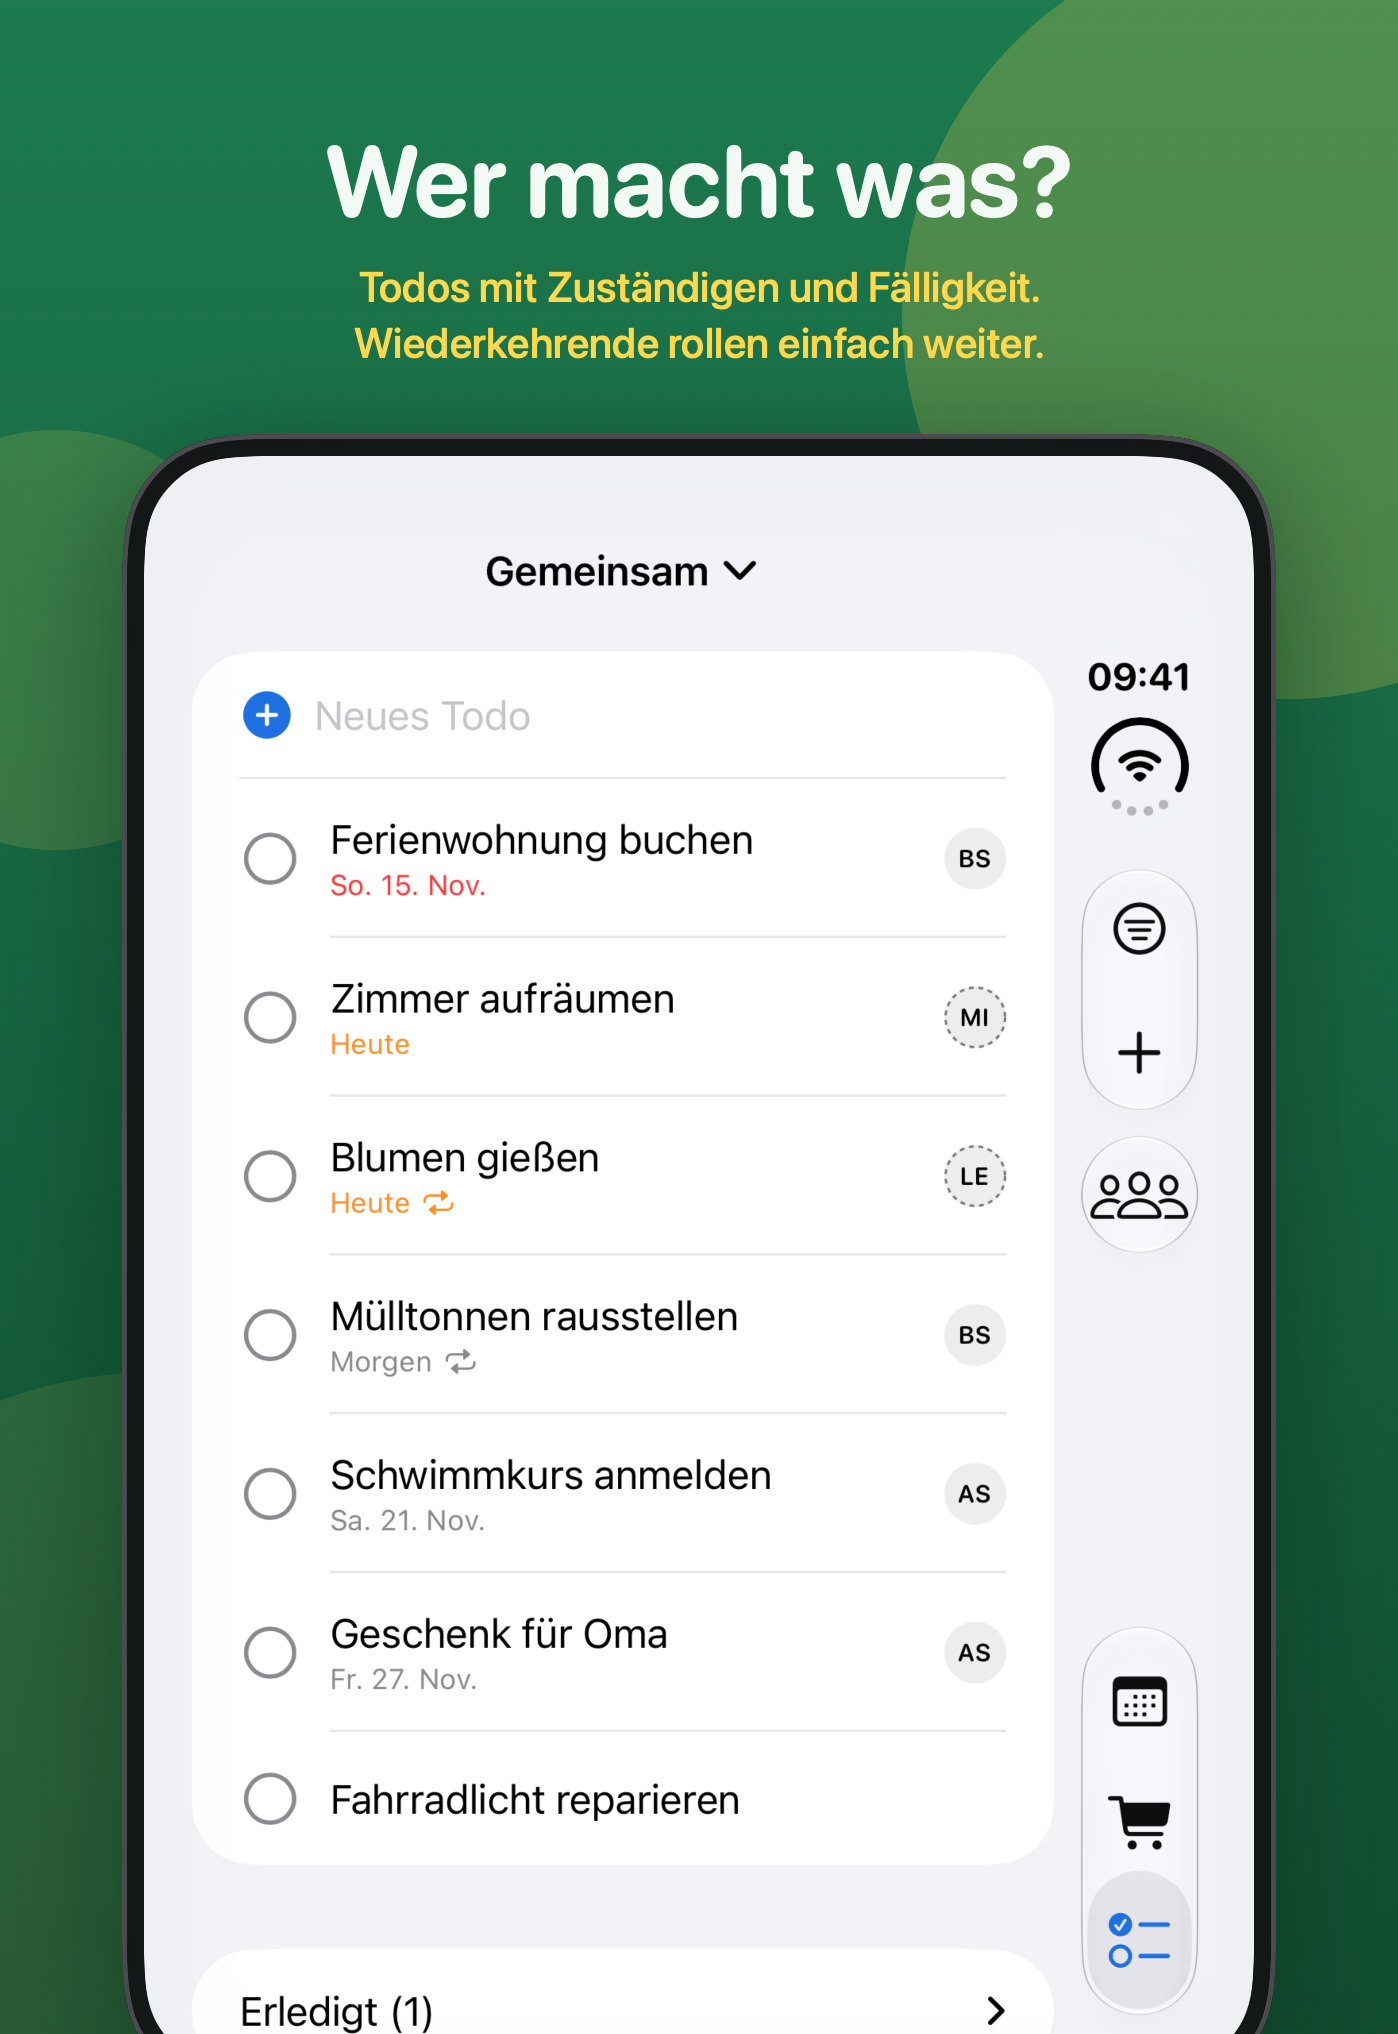 Wer macht was?
Todos mit Zuständigen und Fälligkeit.
Wiederkehrende rollen einfach weiter.
Gemeinsam
09:41
Neues Todo
Ferienwohnung buchen
So. 15. Nov.
BS
Zimmer aufräumen
Heute
MI
Blumen gießen
Heute
LE
Mülltonnen rausstellen
Morgen
BS
Schwimmkurs anmelden
Sa. 21. Nov.
AS
Geschenk für Oma
Fr. 27. Nov.
AS
Fahrradlicht reparieren
Erledigt (1)